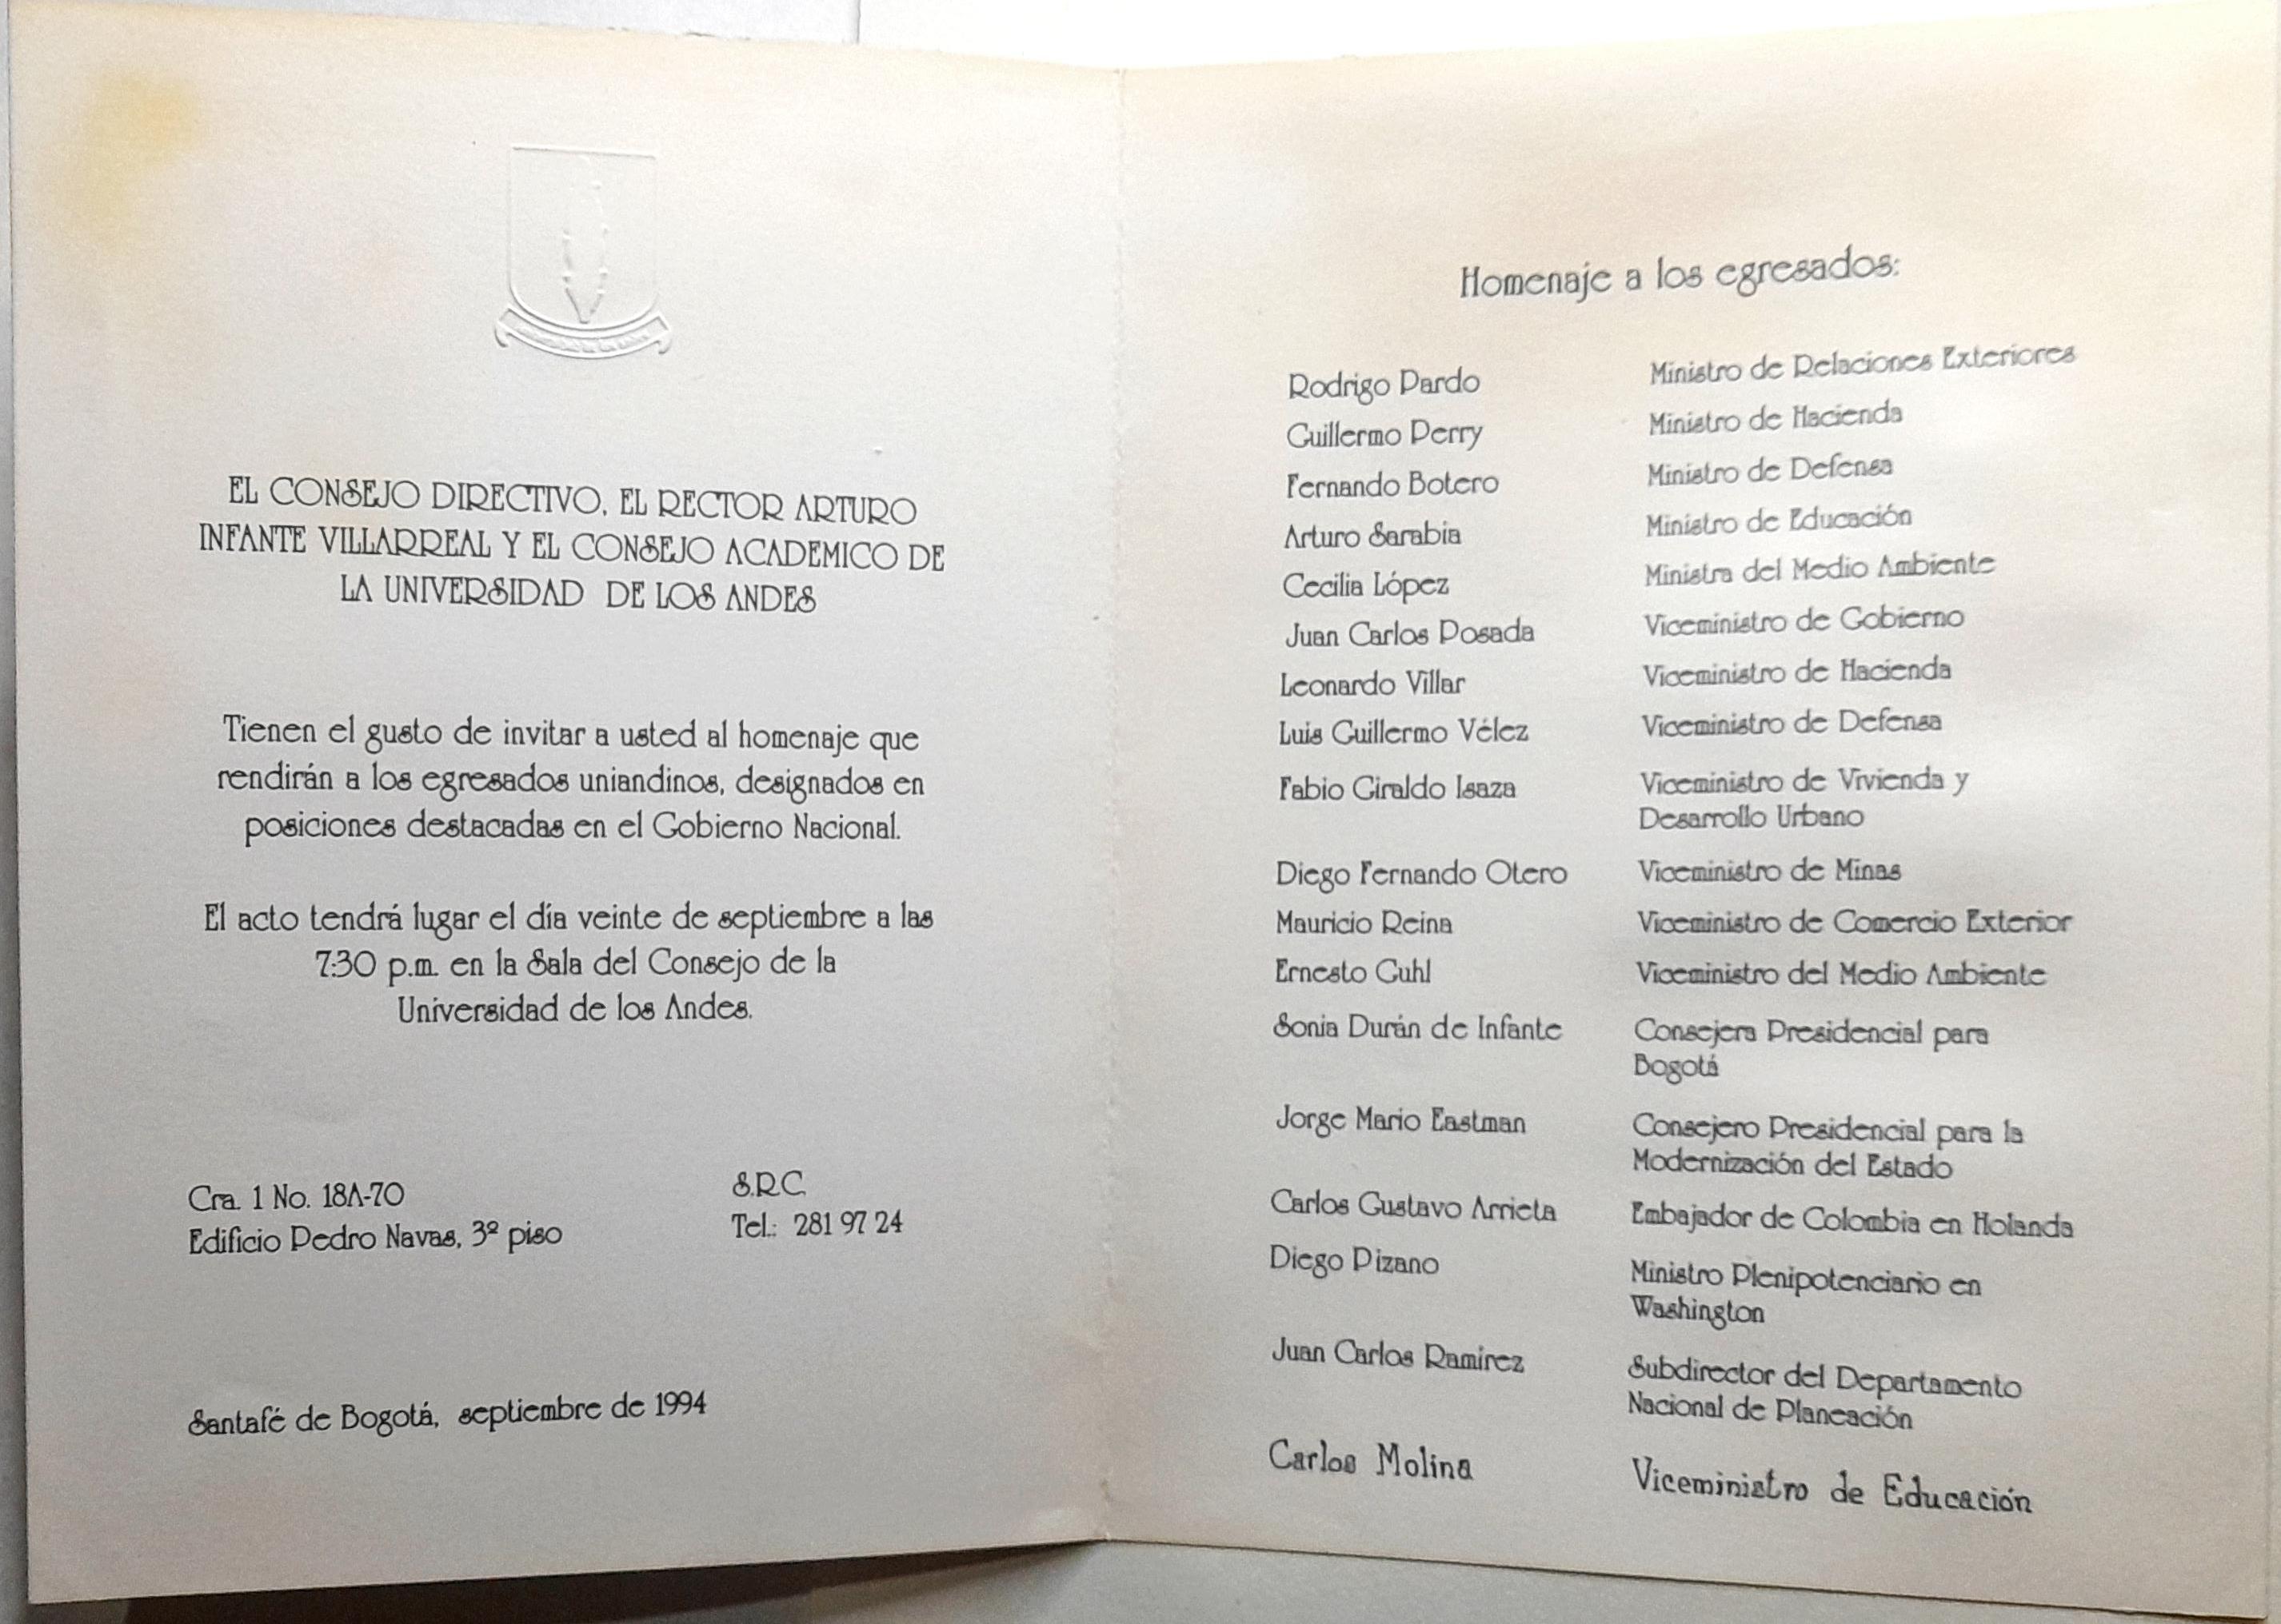 EL CONSEJO DIRECTIVO, EL RECTOR ARTURO
INFANTE VILLARREAL Y EL CONSEJO ACADEMICO DE
LA UNIVERSIDAD DE LOS ANDES
Tienen el gusto de invitar a usted al homenaje que
rendirán a los egresados uniandinos, designados en
posiciones destacadas en el Gobierno Nacional.
El acto tendrá lugar el día veinte de septiembre a las
7:30 p.m. en la Sala del Consejo de la
Universidad de los Andes.
Cra. 1 No. 18A-70
Edificio Pedro Navas, 3º piso
S.R.C.
Tel.: 281 97 24
Santafé de Bogotá, septiembre de 1994
Homenaje a los egresados:
Rodrigo Pardo Ministro de Relaciones Exteriores
Guillermo Perry Ministro de Hacienda
Fernando Botero Ministro de Defensa
Arturo Sarabia Ministro de Educación
Cecilia López Ministra del Medio Ambiente
Juan Carlos Posada Viceministro de Gobierno
Leonardo Villar Viceministro de Hacienda
Luis Guillermo Vélez Viceministro de Defensa
Fabio Giraldo Isaza Viceministro de Vivienda y
Desarrollo Urbano
Diego Fernando Otero Viceministro de Minas
Mauricio Reina Viceministro de Comercio Exterior
Ernesto Guhl Viceministro del Medio Ambiente
Sonia Durán de Infante Consejera Presidencial para
Bogotá
Jorge Mario Eastman Consejero Presidencial para la
Modernización del Estado
Carlos Gustavo Arrieta Embajador de Colombia en Holanda
Diego Pizano Ministro Plenipotenciario en
Washington
Juan Carlos Ramírez Subdirector del Departamento
Nacional de Planeación
Carlos Molina Viceministro de Educación